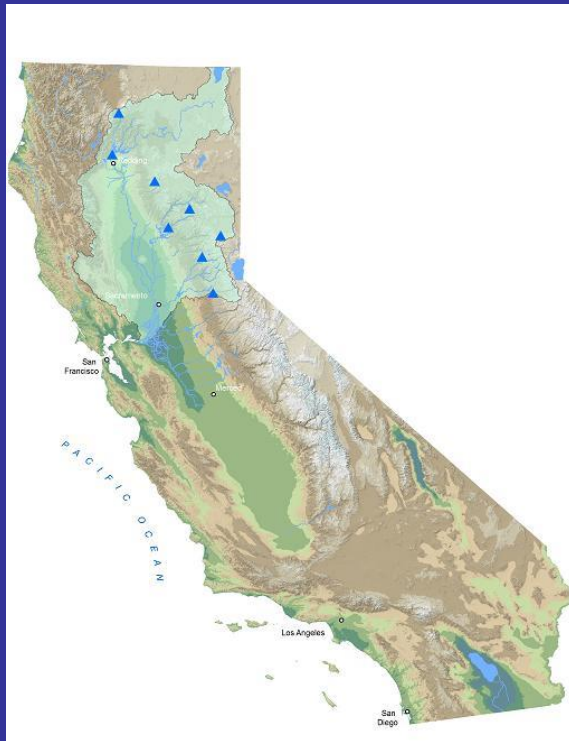 Redding
Sacramento
San
Francisco
Merced
PACIFIC OCEAN
Los Angeles
San
Diego